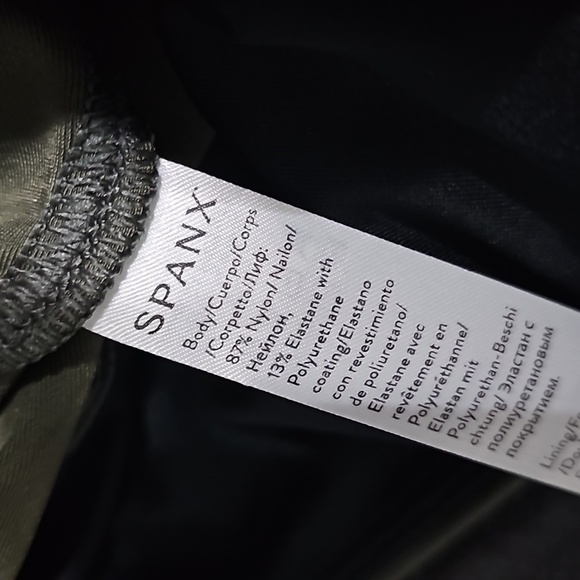 SPANX
Body/Cuerpo/Corps
/Corpetto/Лиф:
87% Nylon/ Nailon/
Нейлон,
13% Elastane with
Polyurethane
coating/Elastano
con revestimiento
de poliuretano/
Elastane avec
revêtement en
Polyuréthanne/
Elastan mit
Polyurethan-Beschi
chtung/ Эластан с
полиуретановым
покрытием.
Lining/